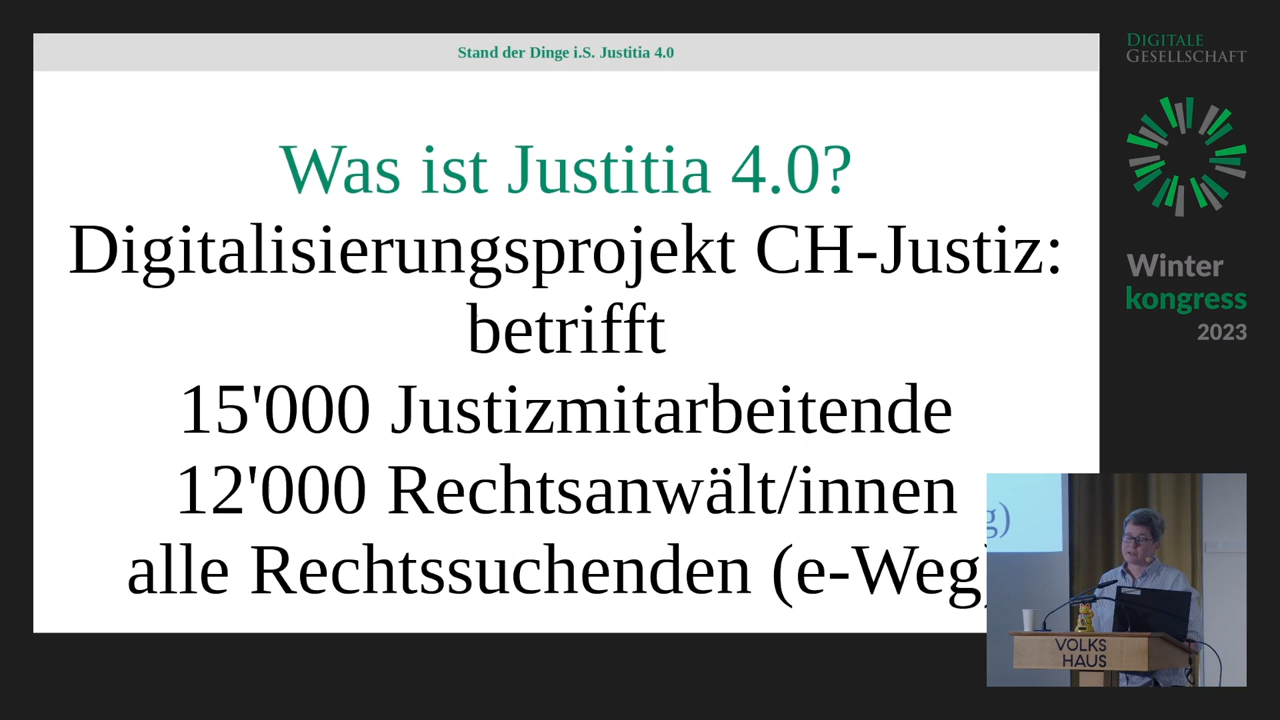 Stand der Dinge i.S. Justitia 4.0
Was ist Justitia 4.0?
Digitalisierungsprojekt CH-Justiz:
betrifft
15'000 Justizmitarbeitende
12'000 Rechtsanwält/innen
alle Rechtssuchenden (e-Weg)
DIGITALE
GESELLSCHAFT
Winter
kongress
2023
g)
VOLKS
HAUS